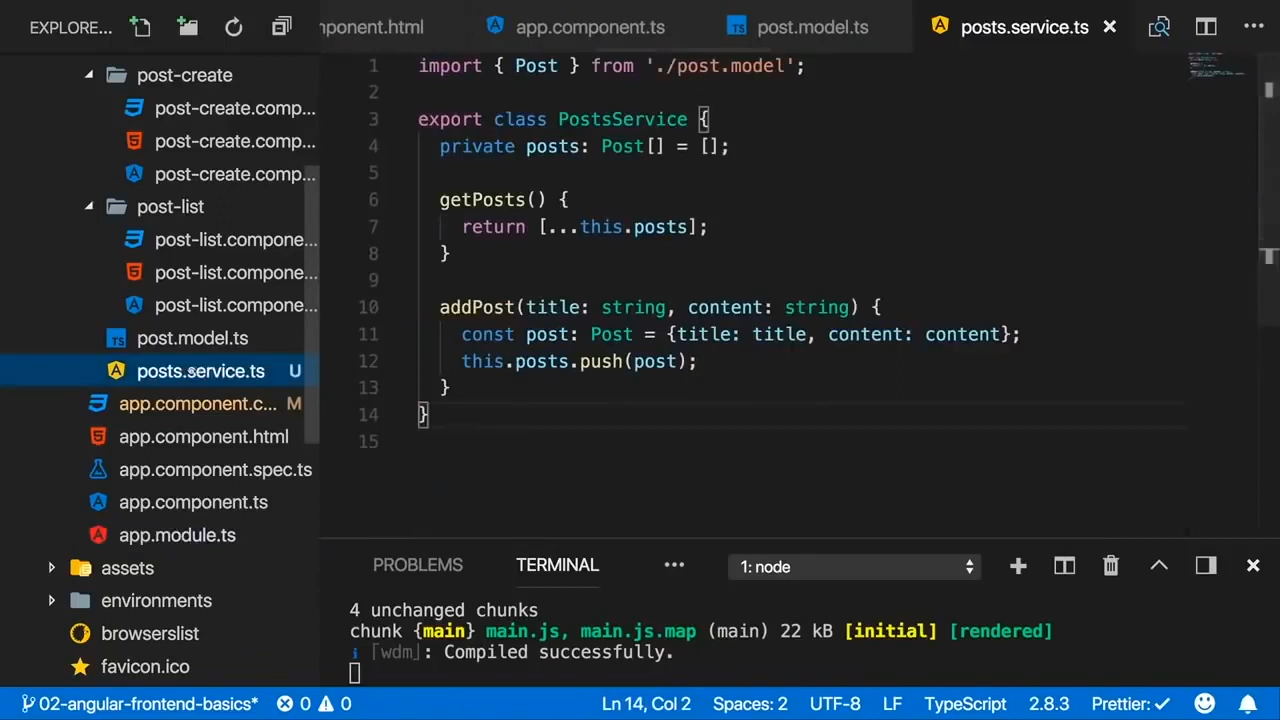 EXPLORE...
omponent.html
app.component.ts
post.model.ts
posts.service.ts
post-create
post-create.comp...
post-create.comp...
post-create.comp...
post-list
post-list.compone...
post-list.compone...
post-list.compone...
post.model.ts
posts.service.ts U
app.component.c... M
app.component.html
app.component.spec.ts
app.component.ts
app.module.ts
assets
environments
browserslist
favicon.ico
1 import { Post } from './post.model';
2
3 export class PostsService {
4 private posts: Post[] = [];
5
6 getPosts() {
7 return [...this.posts];
8 }
9
10 addPost(title: string, content: string) {
11 const post: Post = {title: title, content: content};
12 this.posts.push(post);
13 }
14 }
15
PROBLEMS TERMINAL ... 1: node
4 unchanged chunks
chunk {main} main.js, main.js.map (main) 22 kB [initial] [rendered]
i ｢wdm｣: Compiled successfully.
02-angular-frontend-basics* 0 0 Ln 14, Col 2 Spaces: 2 UTF-8 LF TypeScript 2.8.3 Prettier: ✓